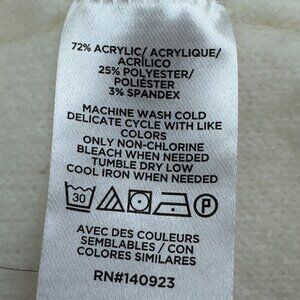 72% ACRYLIC/ ACRYLIQUE/
ACRÍLICO
25% POLYESTER/
POLIÉSTER
3% SPANDEX
MACHINE WASH COLD
DELICATE CYCLE WITH LIKE
COLORS
ONLY NON-CHLORINE
BLEACH WHEN NEEDED
TUMBLE DRY LOW
COOL IRON WHEN NEEDED
30 P
AVEC DES COULEURS
SEMBLABLES / CON
COLORES SIMILARES
RN#140923